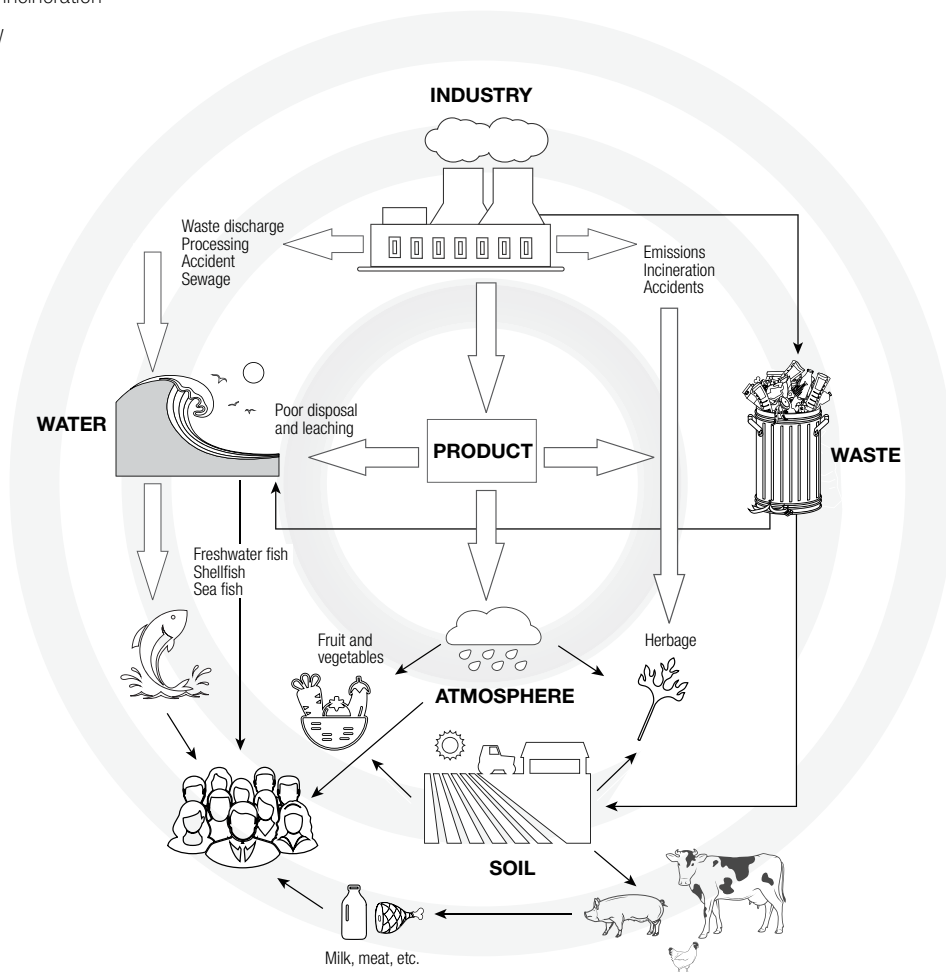 incineration
INDUSTRY
Waste discharge
Processing
Accident
Sewage
Emissions
Incineration
Accidents
WATER
Poor disposal
and leaching
PRODUCT
WASTE
Freshwater fish
Shellfish
Sea fish
Fruit and
vegetables
Herbage
ATMOSPHERE
SOIL
Milk, meat, etc.